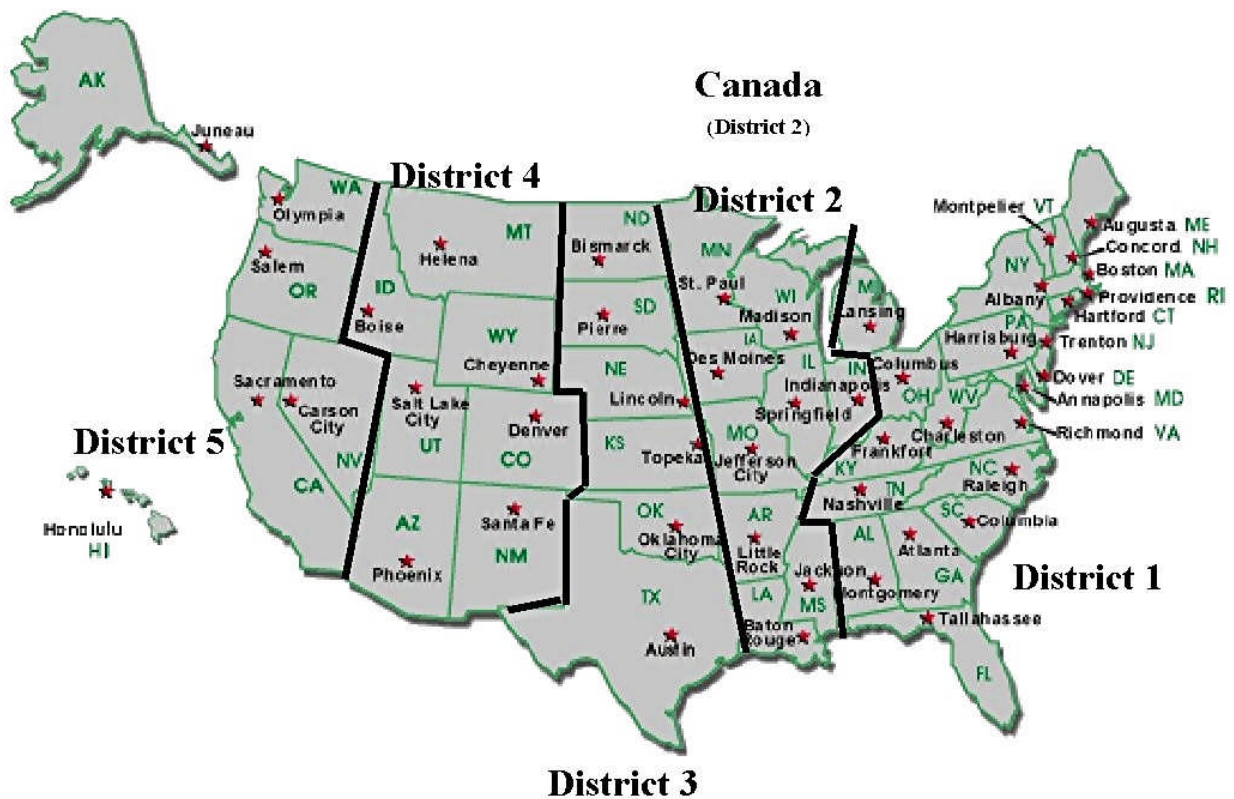 AK
Juneau
Canada
(District 2)
District 4
District 2
WA
Olympia
MT
Helena
ND
Bismarck
MN
Montpelier VT
Augusta ME
Concord NH
Boston MA
Providence RI
Hartford CT
Salem
OR
ID
Boise
WY
Cheyenne
SD
Pierre
St. Paul
WI
Madison
MI
Lansing
NY
Albany
PA
Harrisburg
Trenton NJ
Dover DE
Annapolis MD
Richmond VA
Sacramento
Carson
City
NV
CA
Salt Lake
City
UT
Denver
CO
NE
Lincoln
KS
Topeka
IA
Des Moines
IL
Springfield
IN
Indianapolis
Columbus
OH
WV
Charleston
MO
Jefferson
City
KY
Frankfort
District 5
Honolulu
HI
AZ
Phoenix
Santa Fe
NM
OK
Oklahoma
City
AR
Little
Rock
TN
Nashville
NC
Raleigh
SC
Columbia
AL
Montgomery
Atlanta
GA
Jackson
MS
LA
Baton
Rouge
TX
Austin
Tallahassee
FL
District 1
District 3